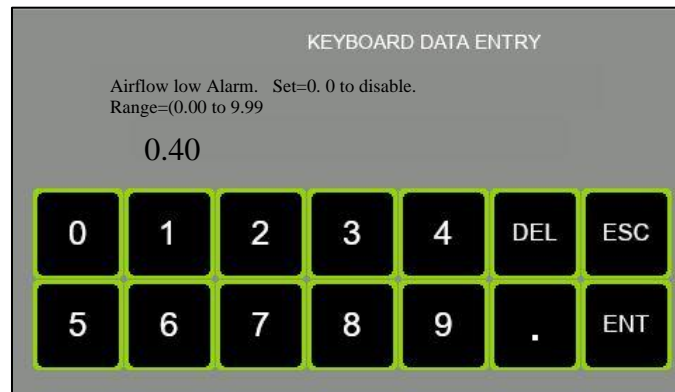 KEYBOARD DATA ENTRY
Airflow low Alarm. Set=0. 0 to disable.
Range=(0.00 to 9.99
0.40
0 1 2 3 4 DEL ESC
5 6 7 8 9 . ENT